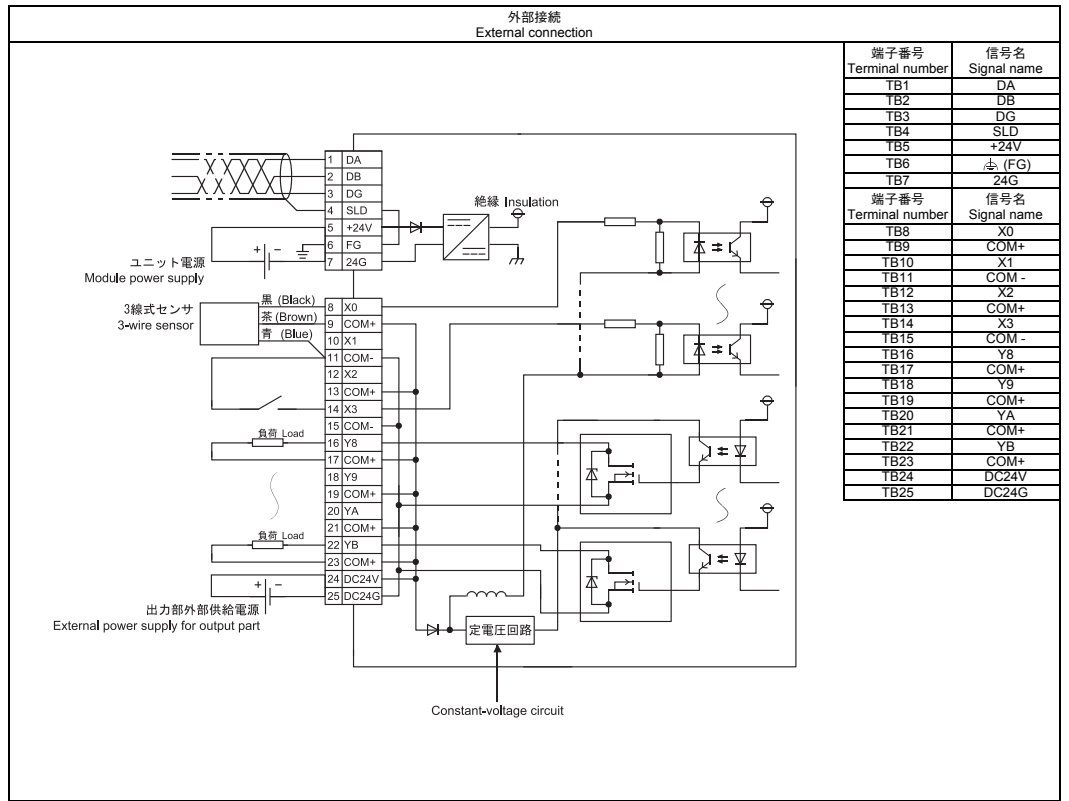 外部接続
External connection
端子番号 信号名
Terminal number Signal name
TB1 DA
TB2 DB
TB3 DG
TB4 SLD
TB5 +24V
TB6 (FG)
TB7 24G
端子番号 信号名
Terminal number Signal name
TB8 X0
TB9 COM+
TB10 X1
TB11 COM -
TB12 X2
TB13 COM+
TB14 X3
TB15 COM -
TB16 Y8
TB17 COM+
TB18 Y9
TB19 COM+
TB20 YA
TB21 COM+
TB22 YB
TB23 COM+
TB24 DC24V
TB25 DC24G
1 DA
2 DB
3 DG
4 SLD
5 +24V
6 FG
7 24G
絶縁 Insulation
+ -
ユニット電源
Module power supply
3線式センサ
3-wire sensor
黒 (Black)
茶 (Brown)
青 (Blue)
8 X0
9 COM+
10 X1
11 COM-
12 X2
13 COM+
14 X3
15 COM-
16 Y8
17 COM+
18 Y9
19 COM+
20 YA
21 COM+
22 YB
23 COM+
24 DC24V
25 DC24G
負荷 Load
負荷 Load
+ -
出力部外部供給電源
External power supply for output part
定電圧回路
Constant-voltage circuit